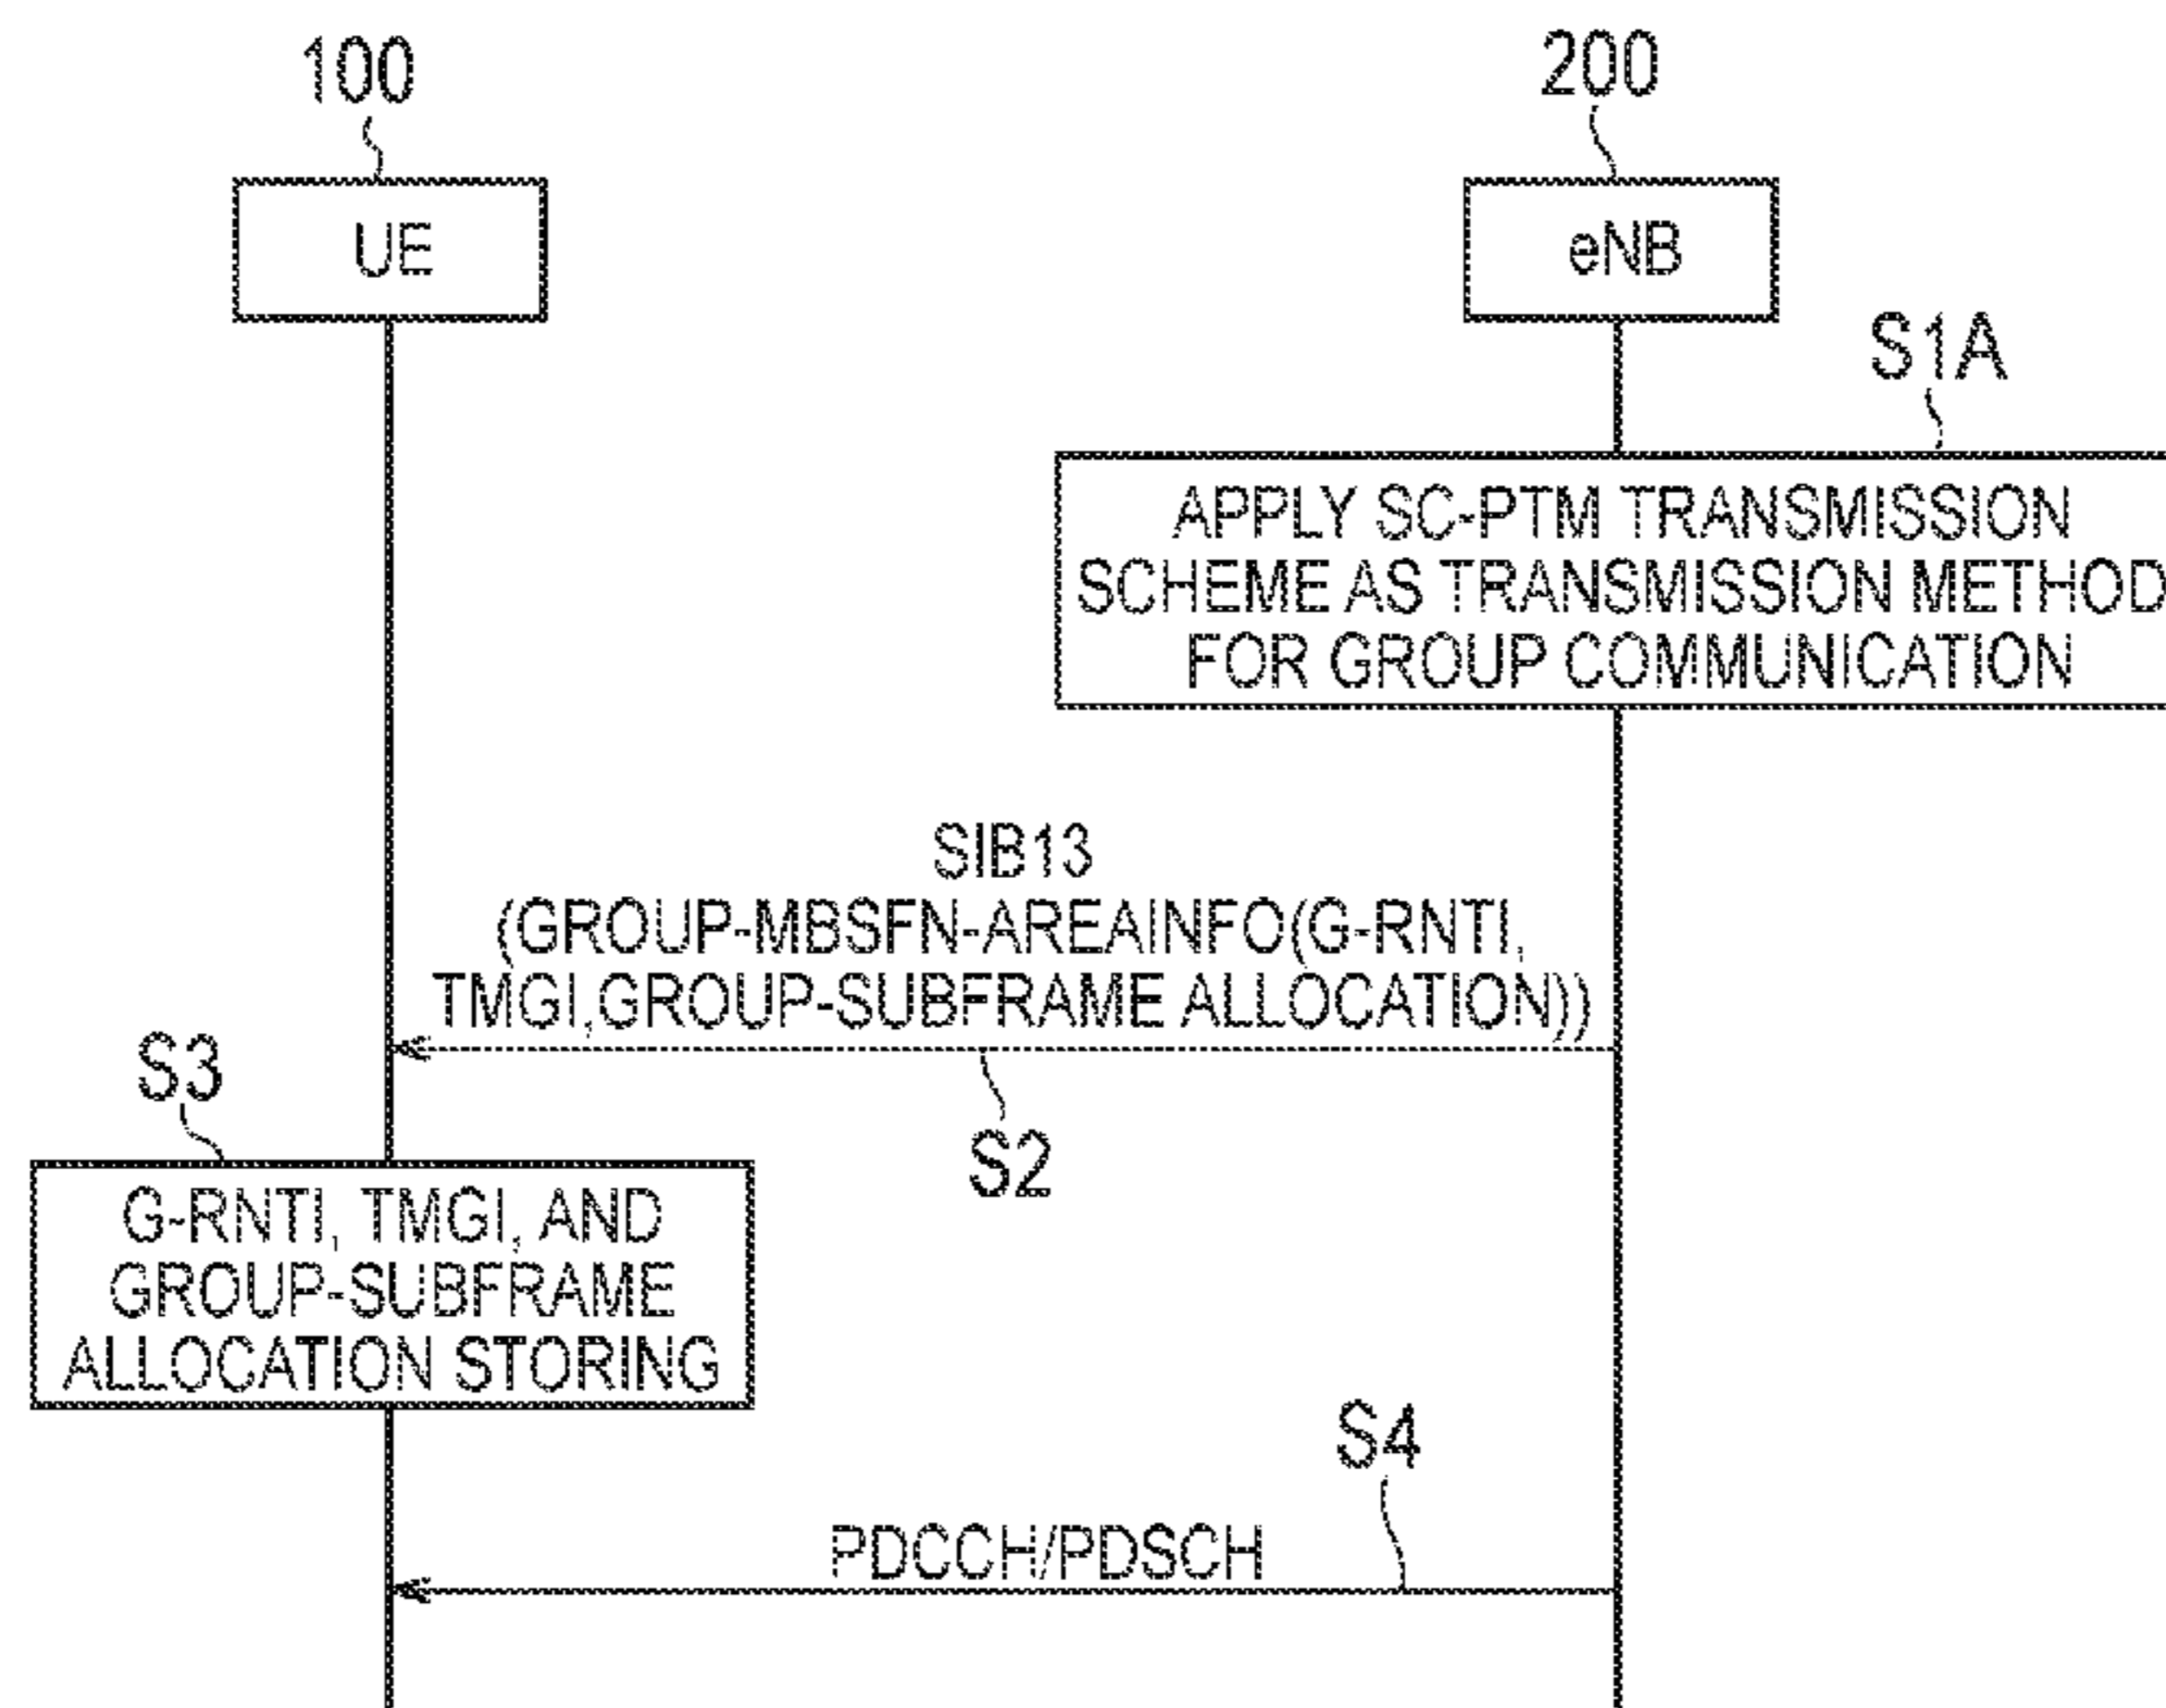 100
200
UE
eNB
S1A
APPLY SC-PTM TRANSMISSION
SCHEME AS TRANSMISSION METHOD
FOR GROUP COMMUNICATION
SIB13
(GROUP-MBSFN-AREAINFO(G-RNTI,
TMGI,GROUP-SUBFRAME ALLOCATION))
S2
S3
G-RNTI, TMGI, AND
GROUP-SUBFRAME
ALLOCATION STORING
S4
PDCCH/PDSCH